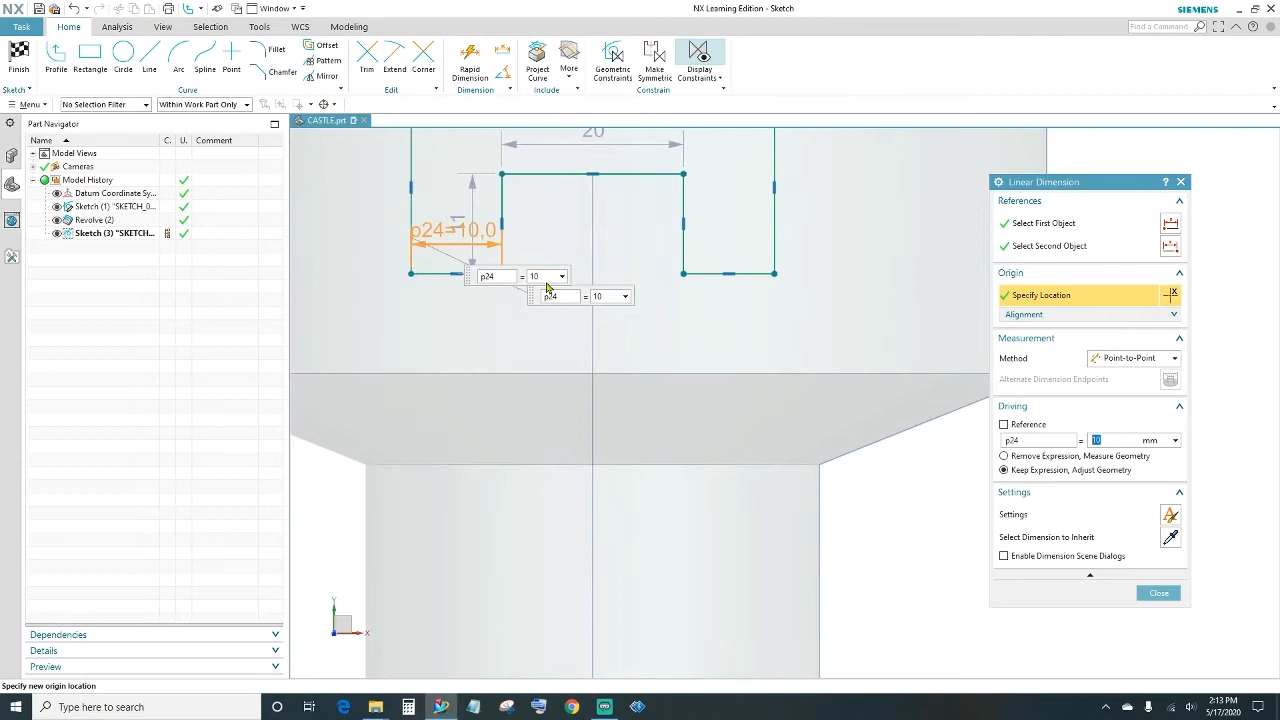 NX
Window
NX Learning Edition - Sketch
SIEMENS
Task
Home
Analysis
View
Selection
Tools
WCS
Modeling
Find a Command
Finish
Profile
Rectangle
Circle
Line
Arc
Spline
Point
Fillet
Chamfer
Offset
Pattern
Mirror
Trim
Extend
Corner
Rapid
Dimension
Project
Curve
More
Geometric
Constraints
Make
Symmetric
Display
Constraints
Sketch
Curve
Edit
Dimension
Include
Constrain
Menu
No Selection Filter
Within Work Part Only
Part Navigator
CASTLE.prt
Name
C.
U.
Comment
Model Views
Cameras
Model History
Datum Coordinate Sy...
Sketch (1) "SKETCH_0...
Revolve (2)
Sketch (3) "SKETCH...
20
11
p24=10,0
p24 = 10
p24 = 10
Y
X
Linear Dimension
References
Select First Object
Select Second Object
Origin
Specify Location
Alignment
Measurement
Method
Point-to-Point
Alternate Dimension Endpoints
Driving
Reference
p24 = 10 mm
Remove Expression, Measure Geometry
Keep Expression, Adjust Geometry
Settings
Settings
Select Dimension to Inherit
Enable Dimension Scene Dialogs
Close
Dependencies
Details
Preview
Specify new origin location
Type here to search
2:13 PM
5/17/2020